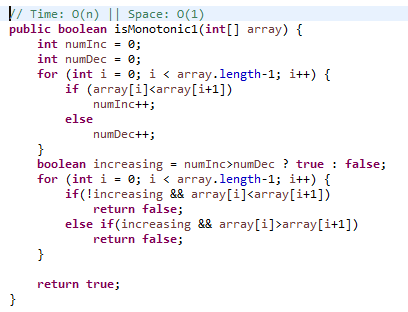 // Time: O(n) || Space: O(1)
public boolean isMonotonic1(int[] array) {
    int numInc = 0;
    int numDec = 0;
    for (int i = 0; i < array.length-1; i++) {
        if (array[i]<array[i+1])
            numInc++;
        else
            numDec++;
    }
    boolean increasing = numInc>numDec ? true : false;
    for (int i = 0; i < array.length-1; i++) {
        if(!increasing && array[i]<array[i+1])
            return false;
        else if(increasing && array[i]>array[i+1])
            return false;
    }

    return true;
}